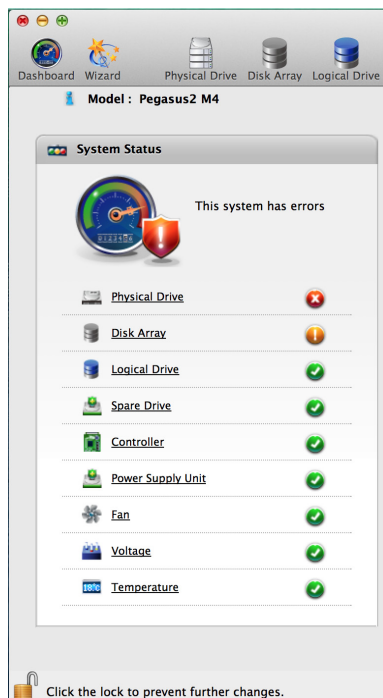 Dashboard Wizard Physical Drive Disk Array Logical Drive
Model : Pegasus2 M4
System Status
This system has errors
Physical Drive
Disk Array
Logical Drive
Spare Drive
Controller
Power Supply Unit
Fan
Voltage
18°C Temperature
Click the lock to prevent further changes.